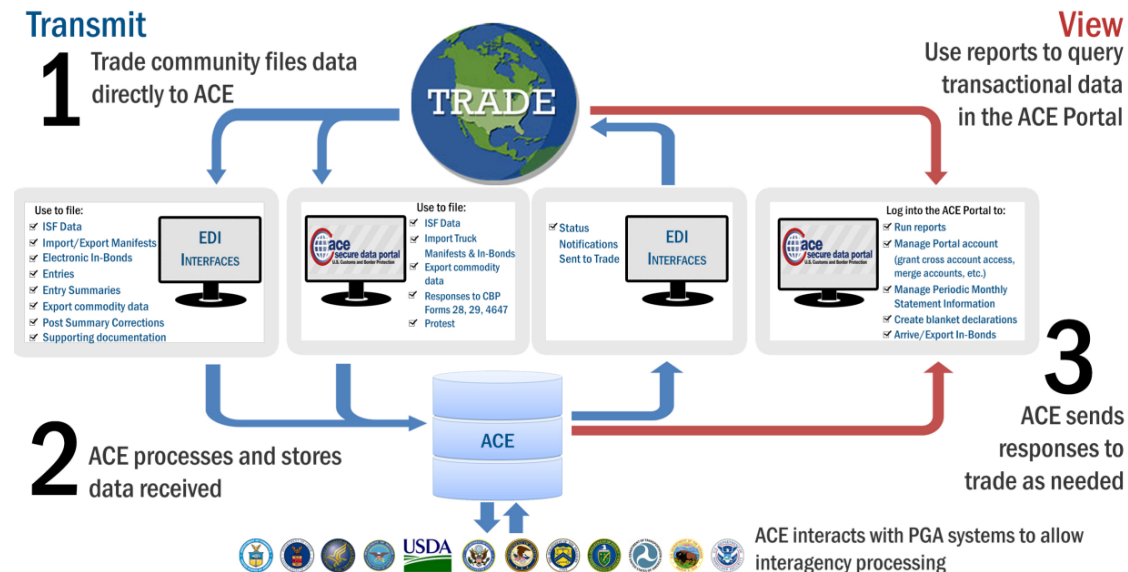 Transmit
1
Trade community files data
directly to ACE
TRADE
View
Use reports to query
transactional data
in the ACE Portal
Use to file:
ISF Data
Import/Export Manifests
Electronic In-Bonds
Entries
Entry Summaries
Export commodity data
Post Summary Corrections
Supporting documentation
EDI
INTERFACES
ace
secure data portal
U.S. Customs and Border Protection
Use to file:
ISF Data
Import Truck
Manifests & In-Bonds
Export commodity
data
Responses to CBP
Forms 28, 29, 4647
Protest
Status
Notifications
Sent to Trade
EDI
INTERFACES
ace
secure data portal
U.S. Customs and Border Protection
Log into the ACE Portal to:
Run reports
Manage Portal account
(grant cross account access,
merge accounts, etc.)
Manage Periodic Monthly
Statement Information
Create blanket declarations
Arrive/Export In-Bonds
2
ACE processes and stores
data received
ACE
3
ACE sends
responses to
trade as needed
USDA
ACE interacts with PGA systems to allow
interagency processing